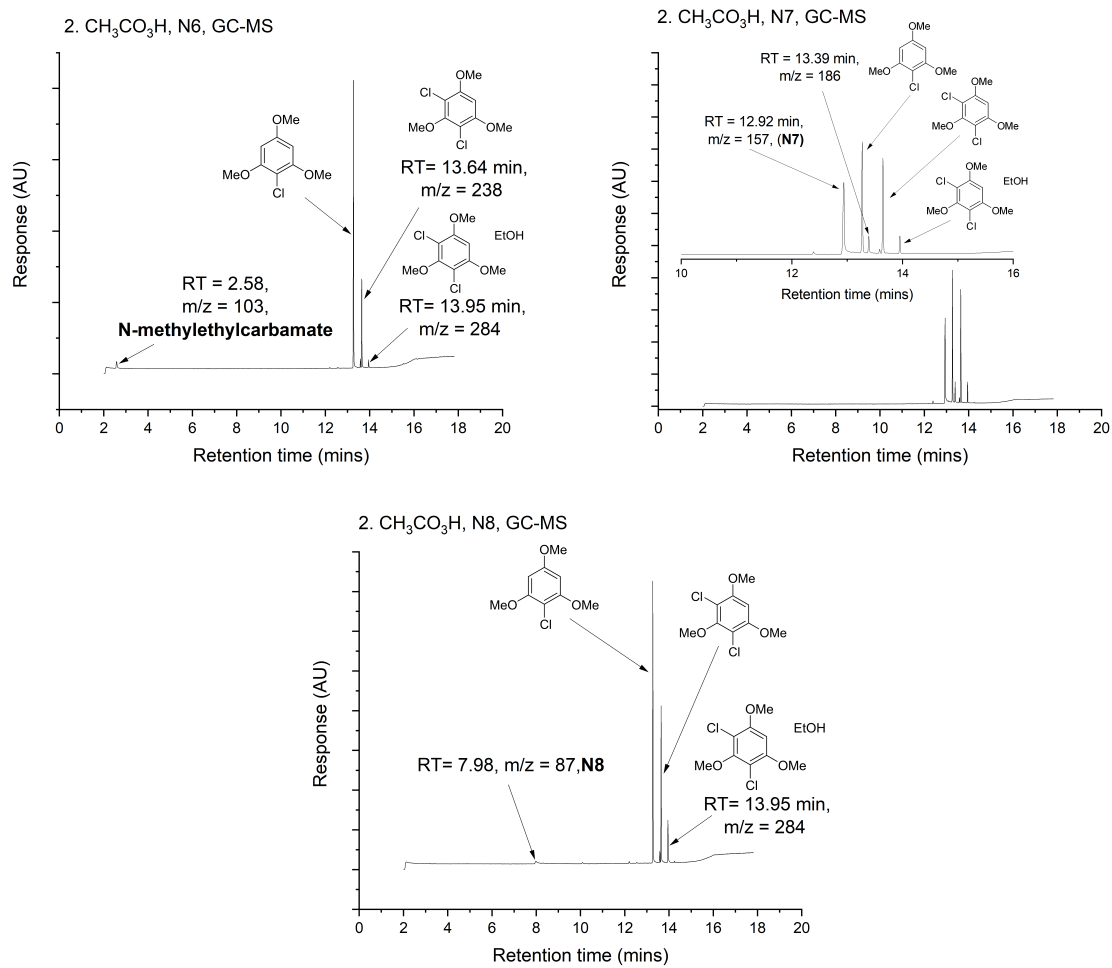 2. CH₃CO₃H, N6, GC-MS
Response (AU)
OMe
MeO
OMe
Cl
OMe
Cl
MeO
OMe
Cl
RT= 13.64 min,
m/z = 238
OMe
Cl
EtOH
MeO
OMe
Cl
RT= 13.95 min,
m/z = 284
RT = 2.58,
m/z = 103,
N-methylethylcarbamate
0 2 4 6 8 10 12 14 16 18 20
Retention time (mins)
2. CH₃CO₃H, N7, GC-MS
Response (AU)
RT = 13.39 min,
m/z = 186
RT = 12.92 min,
m/z = 157, (N7)
OMe
MeO
OMe
Cl
OMe
Cl
MeO
OMe
Cl
OMe
EtOH
Cl
MeO
OMe
Cl
10 12 14 16
Retention time (mins)
0 2 4 6 8 10 12 14 16 18 20
Retention time (mins)
2. CH₃CO₃H, N8, GC-MS
Response (AU)
OMe
MeO
OMe
Cl
OMe
Cl
MeO
OMe
Cl
OMe
Cl
EtOH
MeO
OMe
Cl
RT= 13.95 min,
m/z = 284
RT= 7.98, m/z = 87,N8
0 2 4 6 8 10 12 14 16 18 20
Retention time (mins)